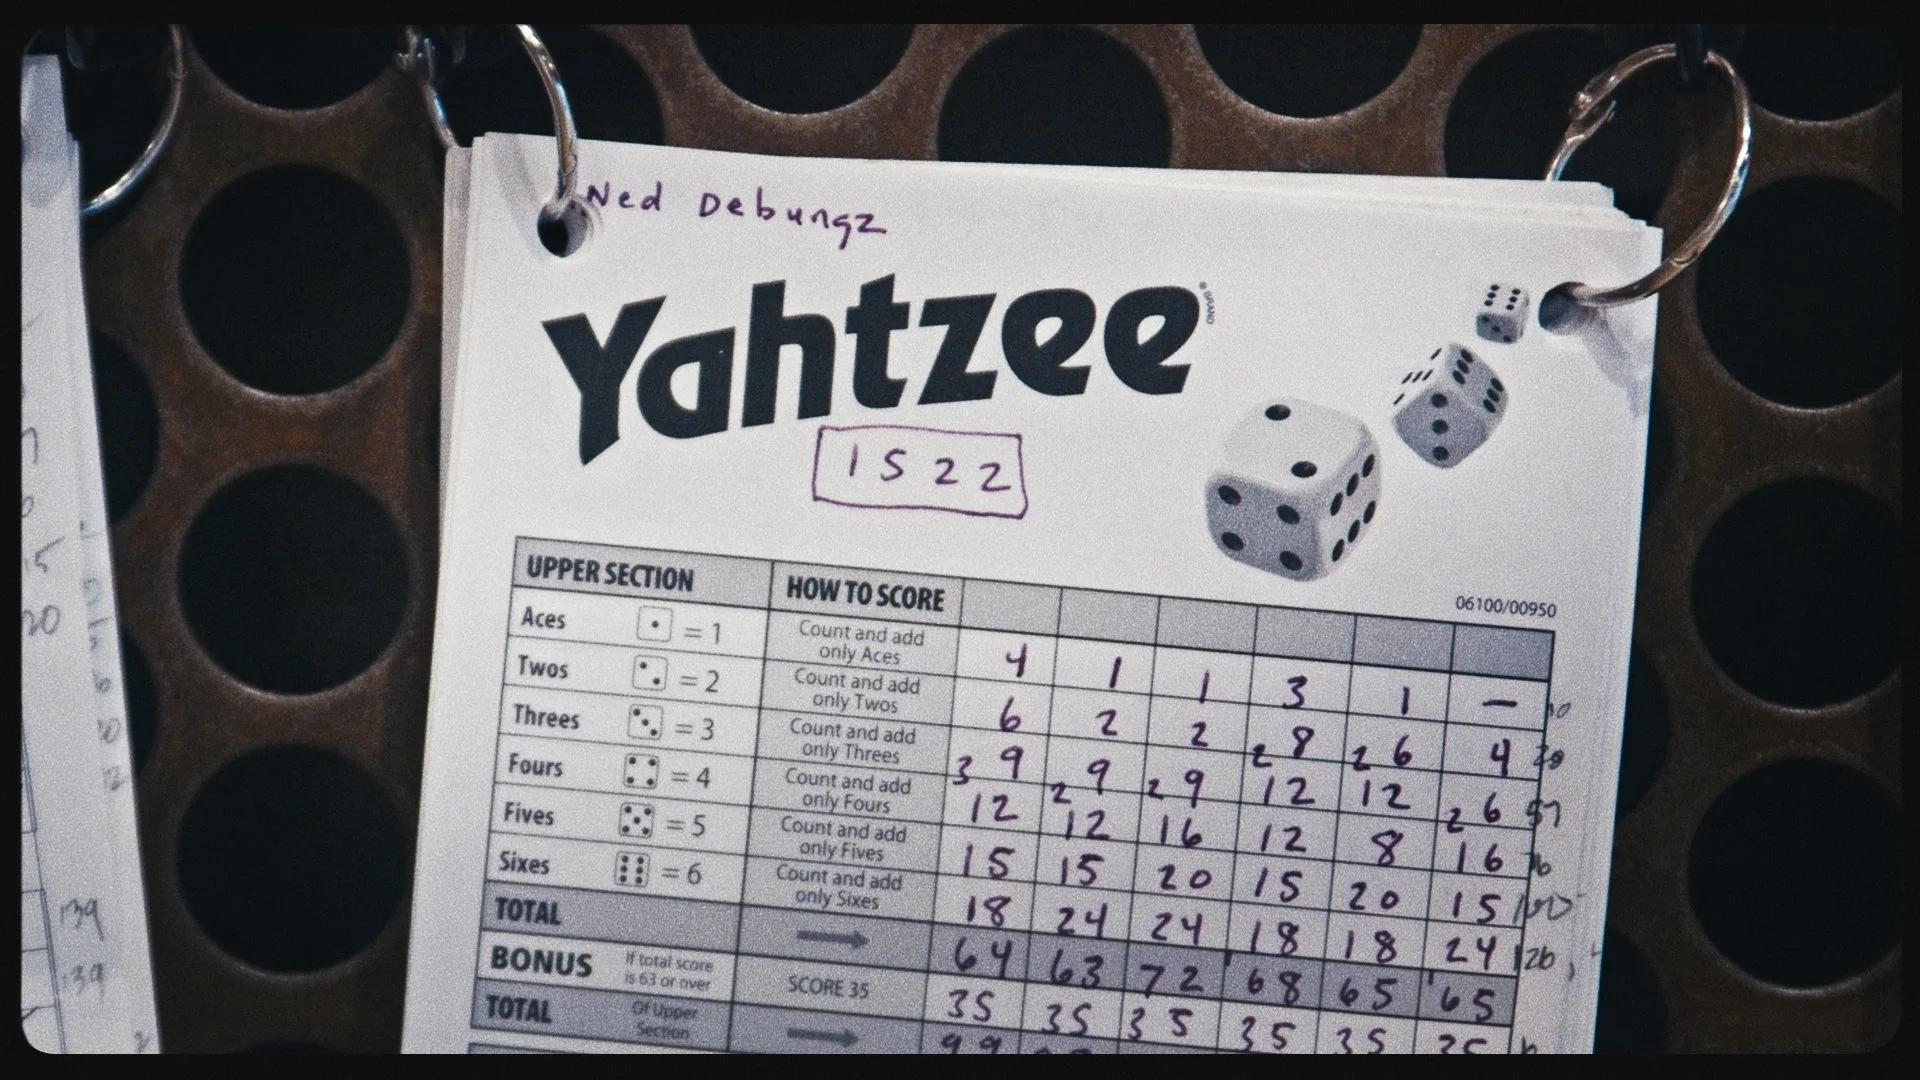 Ned Debungz
Yahtzee ® BRAND
1522
06100/00950
UPPER SECTION HOW TO SCORE
Aces = 1 Count and add only Aces 4 1 1 3 1 —
Twos = 2 Count and add only Twos 6 2 2 8 6 4
Threes = 3 Count and add only Threes 9 9 9 12 12 6
Fours = 4 Count and add only Fours 12 12 16 12 8 16
Fives = 5 Count and add only Fives 15 15 20 15 20 15
Sixes = 6 Count and add only Sixes 18 24 24 18 18 24
TOTAL 64 63 72 68 65 65
BONUS If total score is 63 or over SCORE 35 35 35 35 35 35 35
TOTAL Of Upper Section 99